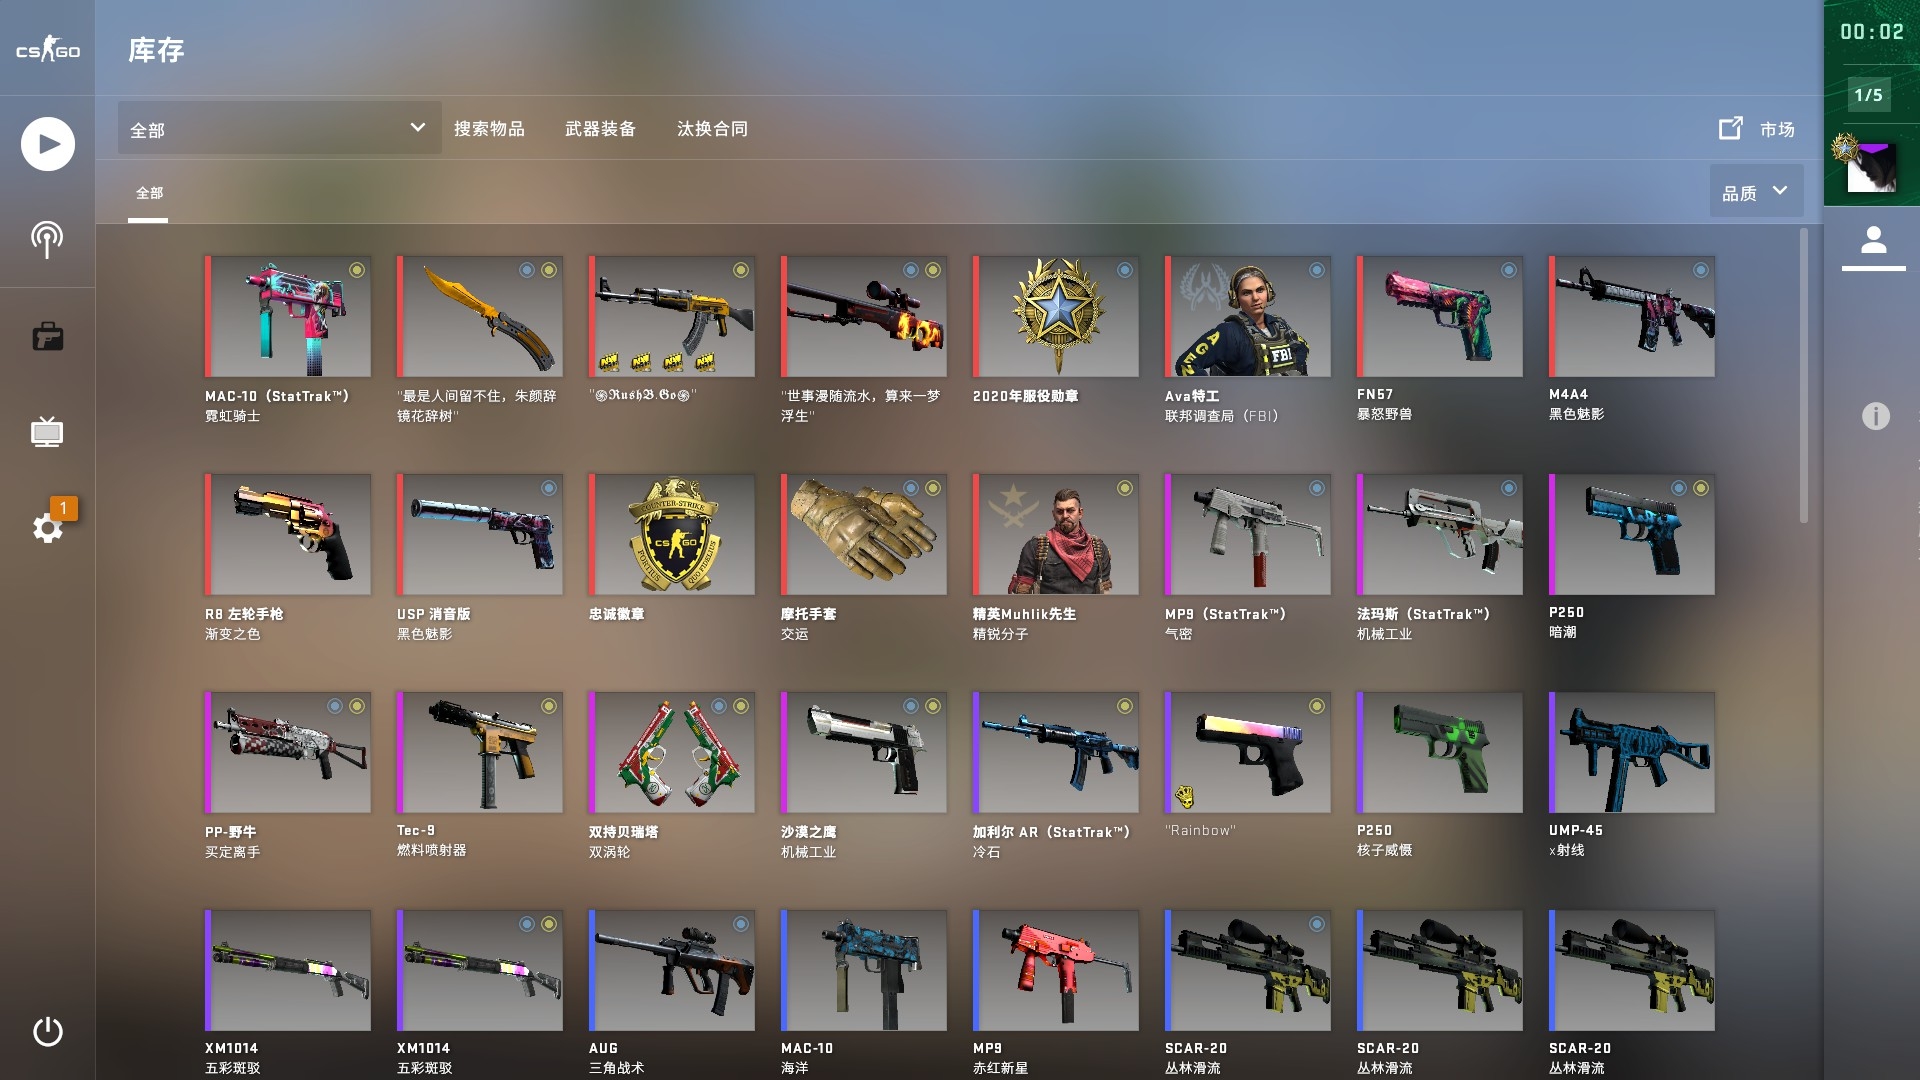 CS GO
库存
00:02
全部
搜索物品
武器装备
汰换合同
市场
1/5
全部
品质
MAC-10（StatTrak™）
霓虹骑士
"最是人间留不住，朱颜辞
镜花辞树"
"֍𝕽𝖚𝖘𝖍𝕭.𝕲𝖔֍"
"世事漫随流水，算来一梦
浮生"
2020年服役勋章
Ava特工
联邦调查局（FBI）
FN57
暴怒野兽
M4A4
黑色魅影
R8 左轮手枪
渐变之色
USP 消音版
黑色魅影
COUNTER-STRIKE
CS GO
忠诚徽章
摩托手套
交运
精英Muhlik先生
精锐分子
MP9（StatTrak™）
气密
法玛斯（StatTrak™）
机械工业
P250
暗潮
1
PP-野牛
买定离手
Tec-9
燃料喷射器
双持贝瑞塔
双涡轮
沙漠之鹰
机械工业
加利尔 AR（StatTrak™）
冷石
"Rainbow"
P250
核子威慑
UMP-45
x射线
XM1014
五彩斑驳
XM1014
五彩斑驳
AUG
三角战术
MAC-10
海洋
MP9
赤红新星
SCAR-20
丛林滑流
SCAR-20
丛林滑流
SCAR-20
丛林滑流